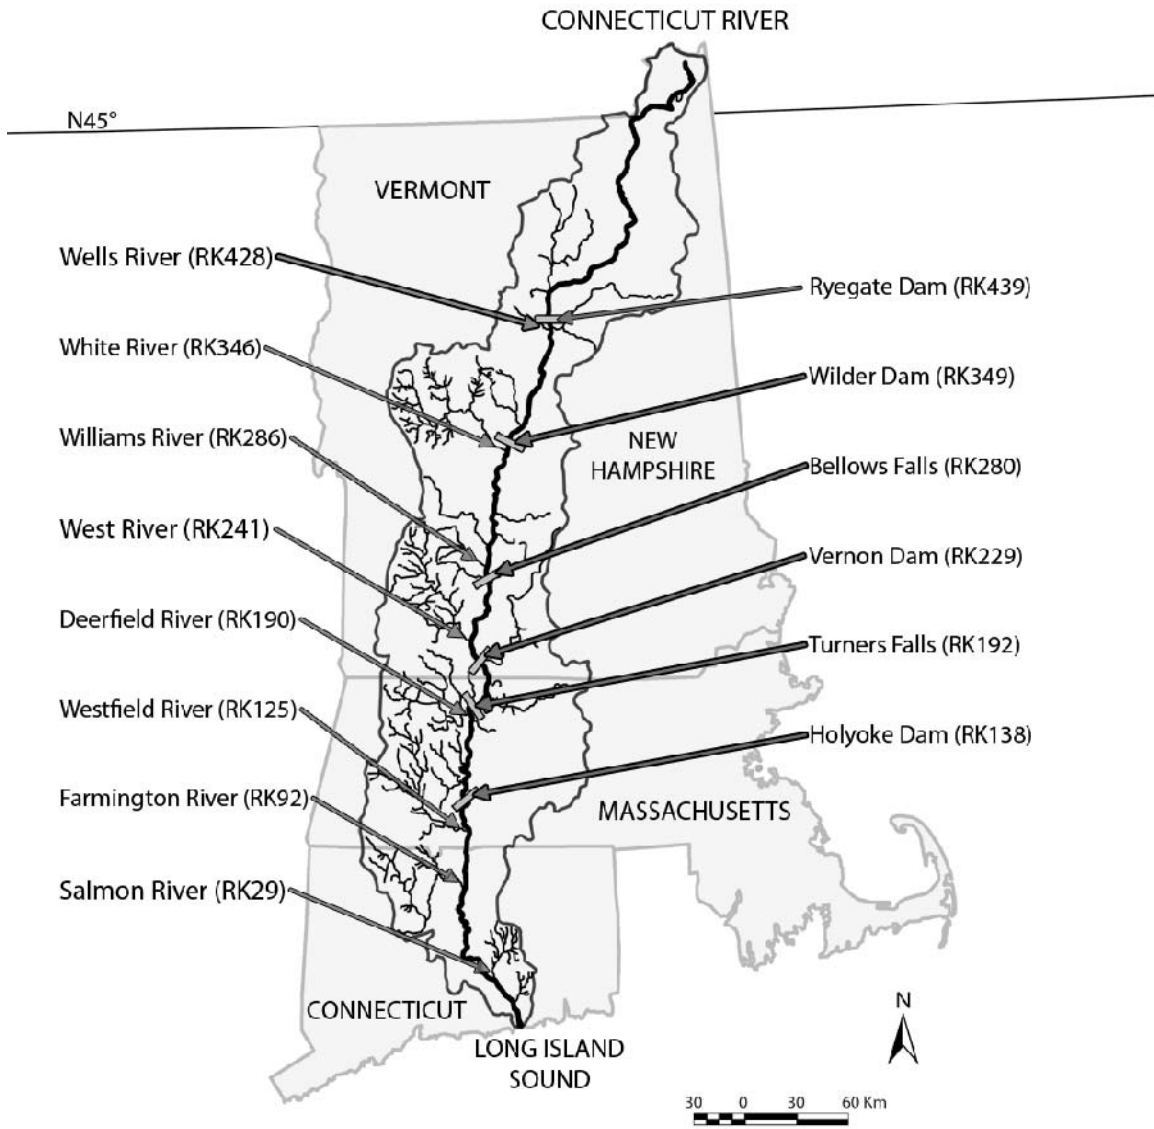 CONNECTICUT RIVER
N45°
VERMONT
Wells River (RK428)
Ryegate Dam (RK439)
White River (RK346)
Wilder Dam (RK349)
Williams River (RK286)
NEW
HAMPSHIRE
Bellows Falls (RK280)
West River (RK241)
Vernon Dam (RK229)
Deerfield River (RK190)
Turners Falls (RK192)
Westfield River (RK125)
Holyoke Dam (RK138)
Farmington River (RK92)
MASSACHUSETTS
Salmon River (RK29)
CONNECTICUT
N
LONG ISLAND
SOUND
30 0 30 60 Km